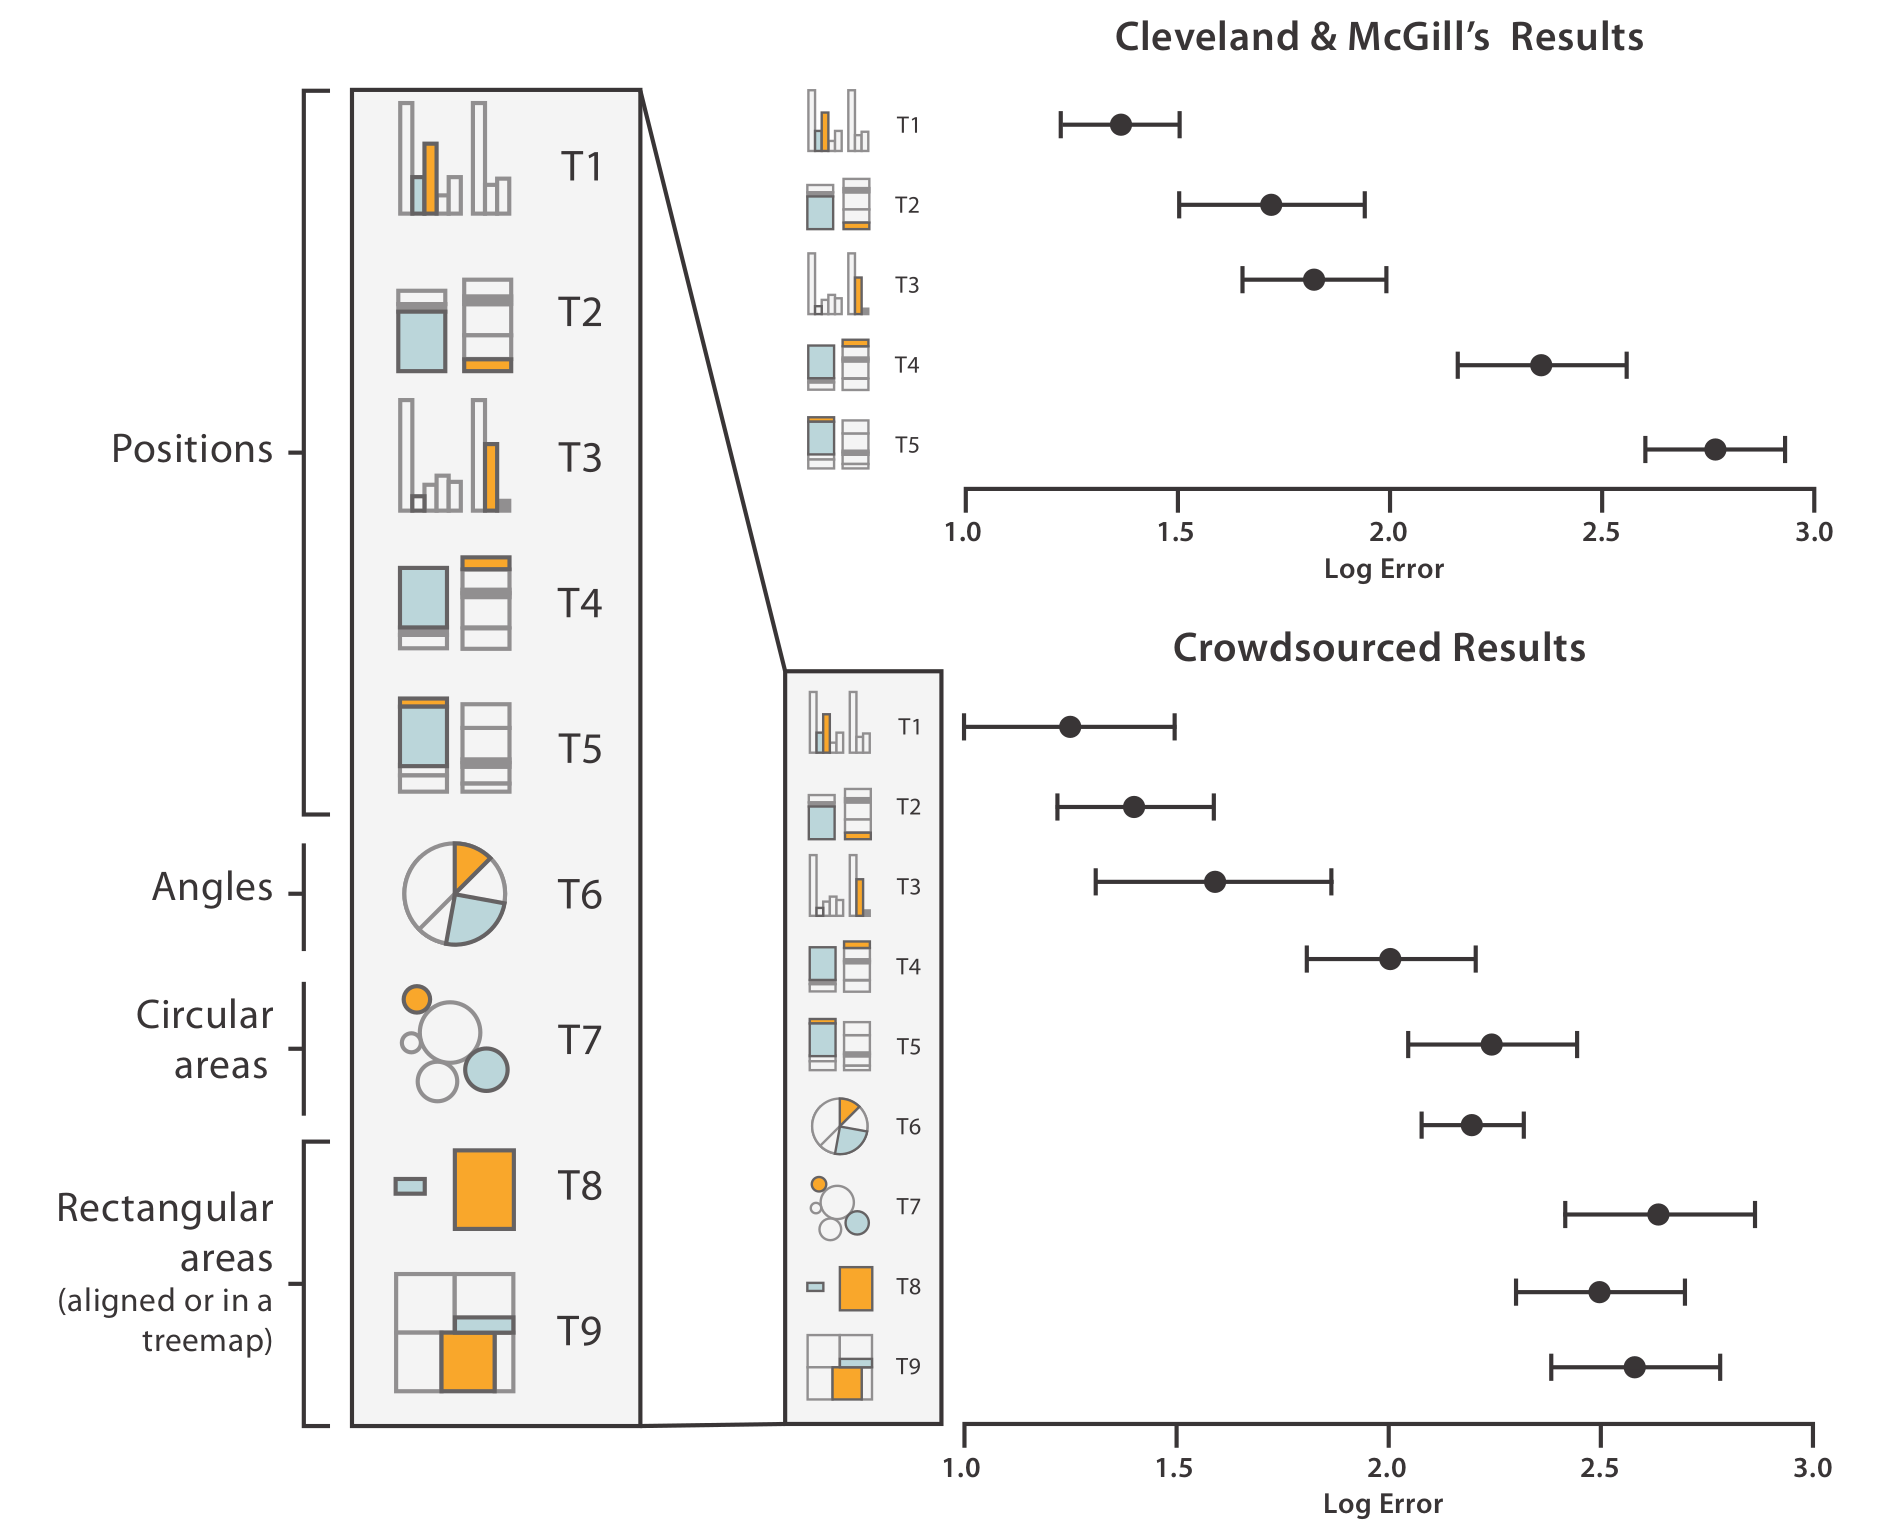 Cleveland & McGill's  Results
T1
T2
T3
T4
T5
1.0 1.5 2.0 2.5 3.0
Log Error
Positions
Angles
Circular
areas
Rectangular
areas
(aligned or in a
treemap)
T1
T2
T3
T4
T5
T6
T7
T8
T9
Crowdsourced Results
T1
T2
T3
T4
T5
T6
T7
T8
T9
1.0 1.5 2.0 2.5 3.0
Log Error